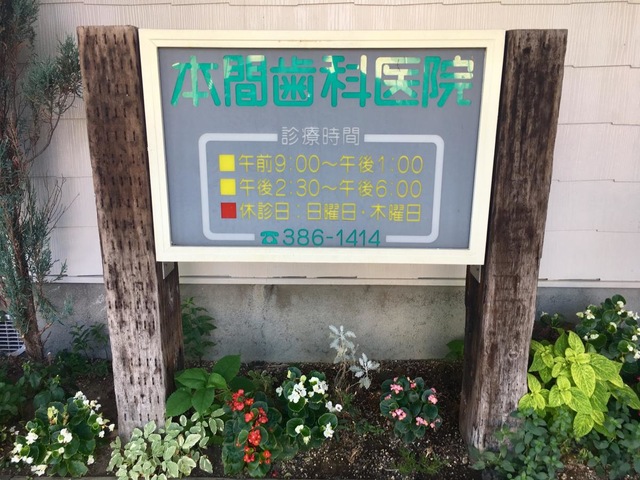 本間歯科医院
診療時間
午前9:00～午後1:00
午後2:30～午後6:00
休診日:日曜日・木曜日
☎386-1414